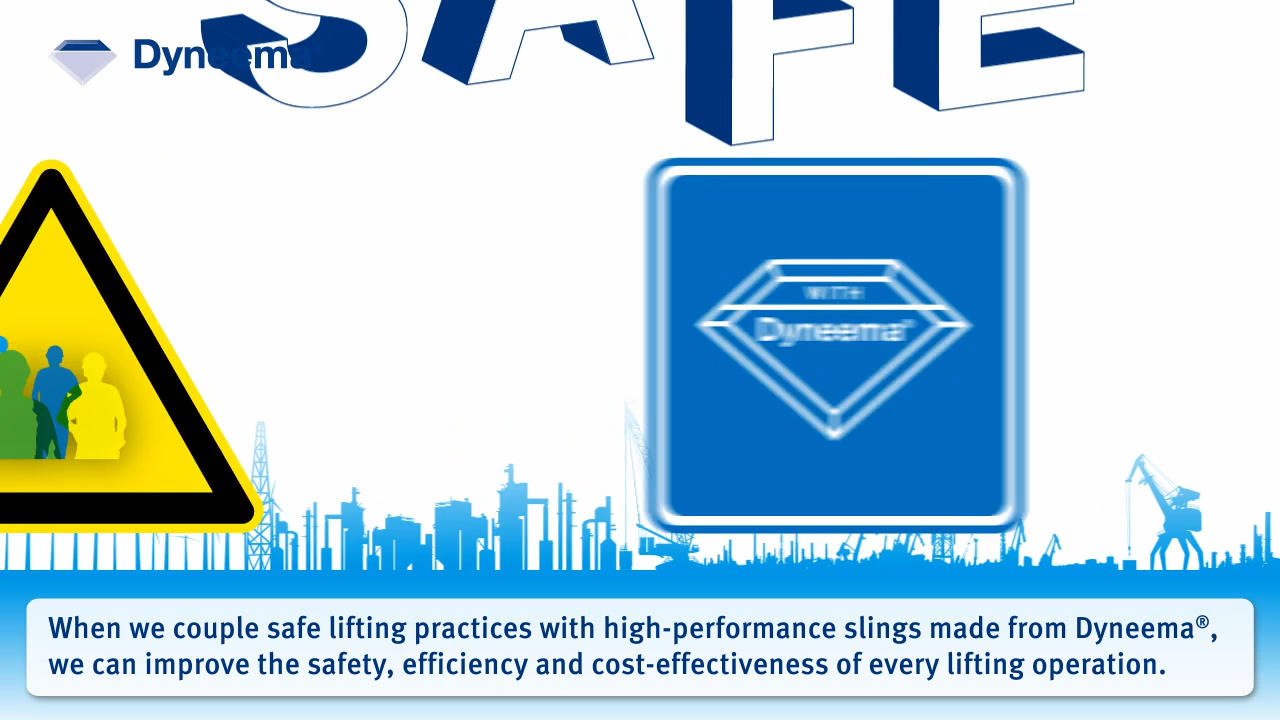 SAFE
Dyneema®
WITH
Dyneema®
When we couple safe lifting practices with high-performance slings made from Dyneema®,
we can improve the safety, efficiency and cost-effectiveness of every lifting operation.